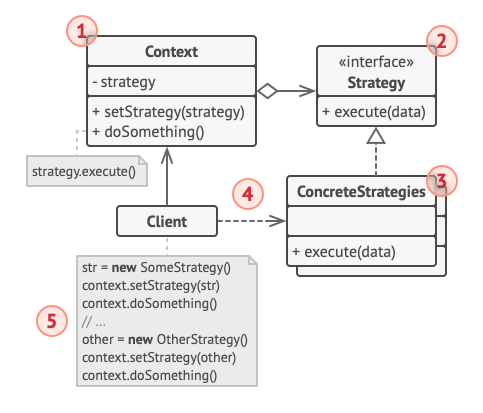 1
Context
- strategy
+ setStrategy(strategy)
+ doSomething()
2
«interface»
Strategy
+ execute(data)
strategy.execute()
3
ConcreteStrategies
+ execute(data)
4
Client
5
str = new SomeStrategy()
context.setStrategy(str)
context.doSomething()
// ...
other = new OtherStrategy()
context.setStrategy(other)
context.doSomething()